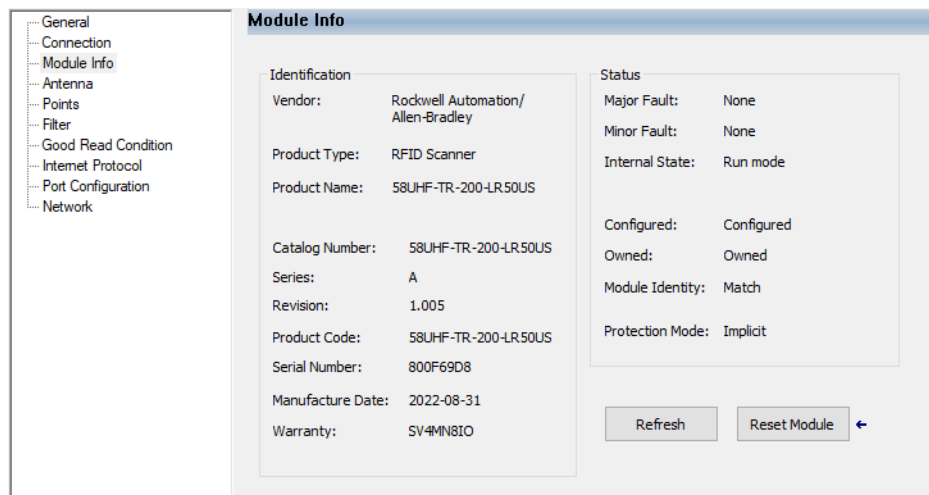 General
Connection
Module Info
Antenna
Points
Filter
Good Read Condition
Internet Protocol
Port Configuration
Network
Module Info
Identification
Vendor: Rockwell Automation/
Allen-Bradley
Product Type: RFID Scanner
Product Name: 58UHF-TR-200-LR50US
Catalog Number: 58UHF-TR-200-LR50US
Series: A
Revision: 1.005
Product Code: 58UHF-TR-200-LR50US
Serial Number: 800F69D8
Manufacture Date: 2022-08-31
Warranty: SV4MN8IO
Status
Major Fault: None
Minor Fault: None
Internal State: Run mode
Configured: Configured
Owned: Owned
Module Identity: Match
Protection Mode: Implicit
Refresh
Reset Module ←